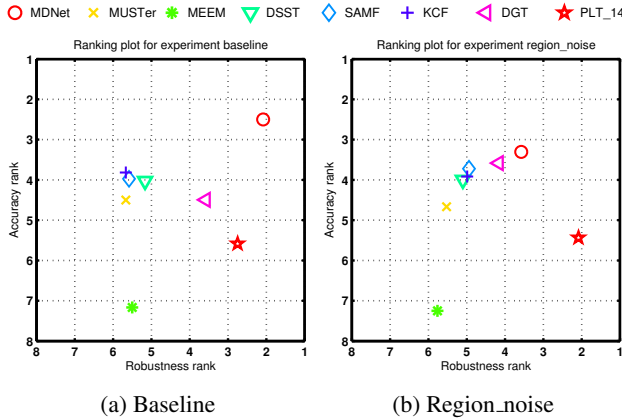 MDNet MUSTer MEEM DSST SAMF KCF DGT PLT_14
Ranking plot for experiment baseline
1
2
3
4
5
6
7
8
Accuracy rank
8 7 6 5 4 3 2 1
Robustness rank
(a) Baseline
Ranking plot for experiment region_noise
1
2
3
4
5
6
7
8
Accuracy rank
8 7 6 5 4 3 2 1
Robustness rank
(b) Region_noise